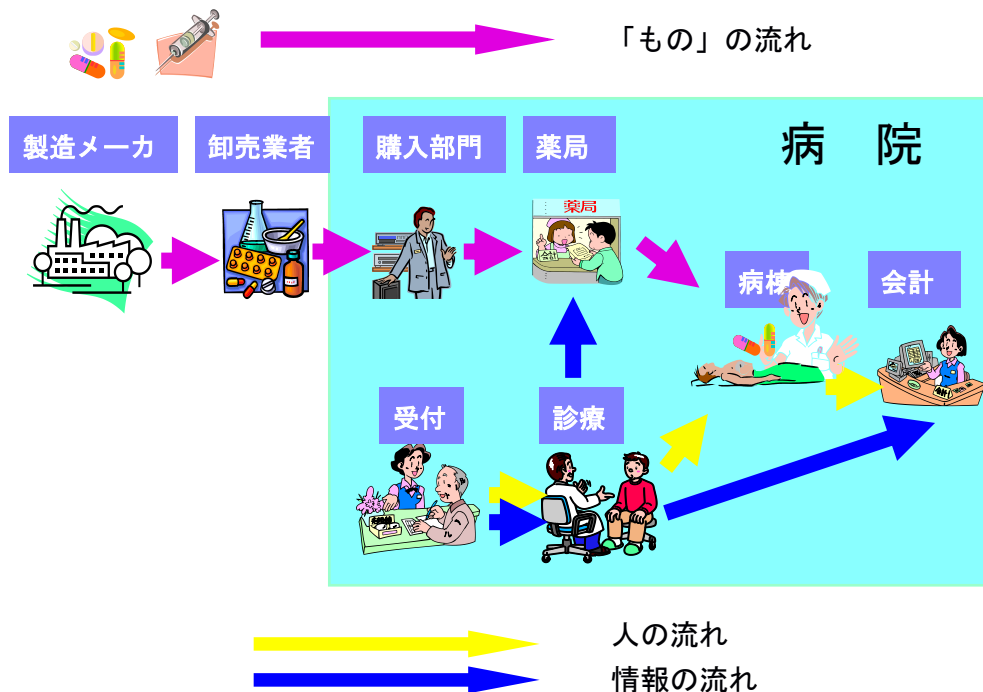 「もの」の流れ
製造メーカ
卸売業者
購入部門
薬局
病 院
薬局
会計
病棟
会計
受付
診療
人の流れ
情報の流れ